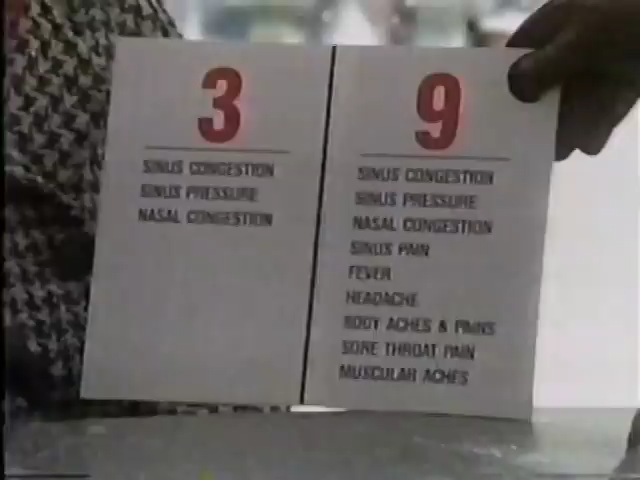 3
SINUS CONGESTION
SINUS PRESSURE
NASAL CONGESTION
9
SINUS CONGESTION
SINUS PRESSURE
NASAL CONGESTION
SINUS PAIN
FEVER
HEADACHE
BODY ACHES & PAINS
SORE THROAT PAIN
MUSCULAR ACHES